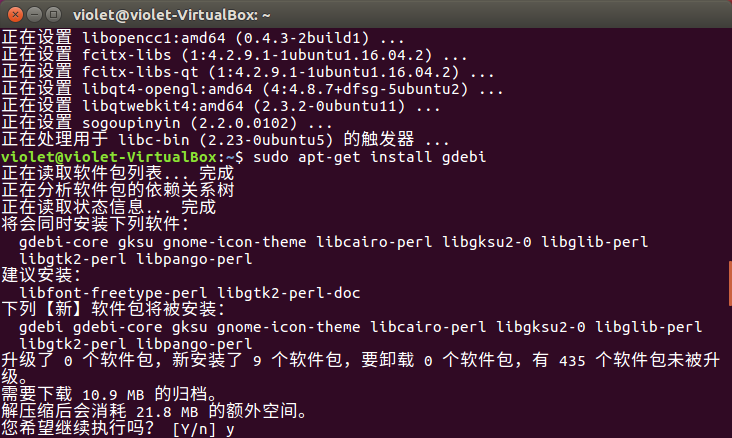 violet@violet-VirtualBox: ~
正在设置 libopencc1:amd64 (0.4.3-2build1) ...
正在设置 fcitx-libs (1:4.2.9.1-1ubuntu1.16.04.2) ...
正在设置 fcitx-libs-qt (1:4.2.9.1-1ubuntu1.16.04.2) ...
正在设置 libqt4-opengl:amd64 (4:4.8.7+dfsg-5ubuntu2) ...
正在设置 libqtwebkit4:amd64 (2.3.2-0ubuntu11) ...
正在设置 sogoupinyin (2.2.0.0102) ...
正在处理用于 libc-bin (2.23-0ubuntu5) 的触发器 ...
violet@violet-VirtualBox:~$ sudo apt-get install gdebi
正在读取软件包列表... 完成
正在分析软件包的依赖关系树
正在读取状态信息... 完成
将会同时安装下列软件：
  gdebi-core gksu gnome-icon-theme libcairo-perl libgksu2-0 libglib-perl
  libgtk2-perl libpango-perl
建议安装：
  libfont-freetype-perl libgtk2-perl-doc
下列【新】软件包将被安装：
  gdebi gdebi-core gksu gnome-icon-theme libcairo-perl libgksu2-0 libglib-perl
  libgtk2-perl libpango-perl
升级了 0 个软件包，新安装了 9 个软件包，要卸载 0 个软件包，有 435 个软件包未被升
级。
需要下载 10.9 MB 的归档。
解压缩后会消耗 21.8 MB 的额外空间。
您希望继续执行吗？ [Y/n] y